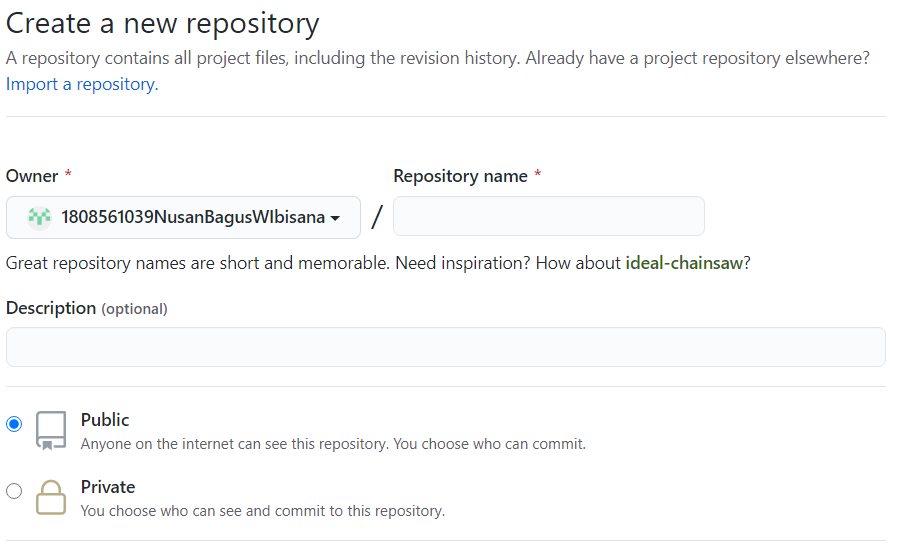 Create a new repository
A repository contains all project files, including the revision history. Already have a project repository elsewhere?
Import a repository.
Owner *
Repository name *
1808561039NusanBagusWIbisana
/
Great repository names are short and memorable. Need inspiration? How about ideal-chainsaw?
Description (optional)
Public
Anyone on the internet can see this repository. You choose who can commit.
Private
You choose who can see and commit to this repository.